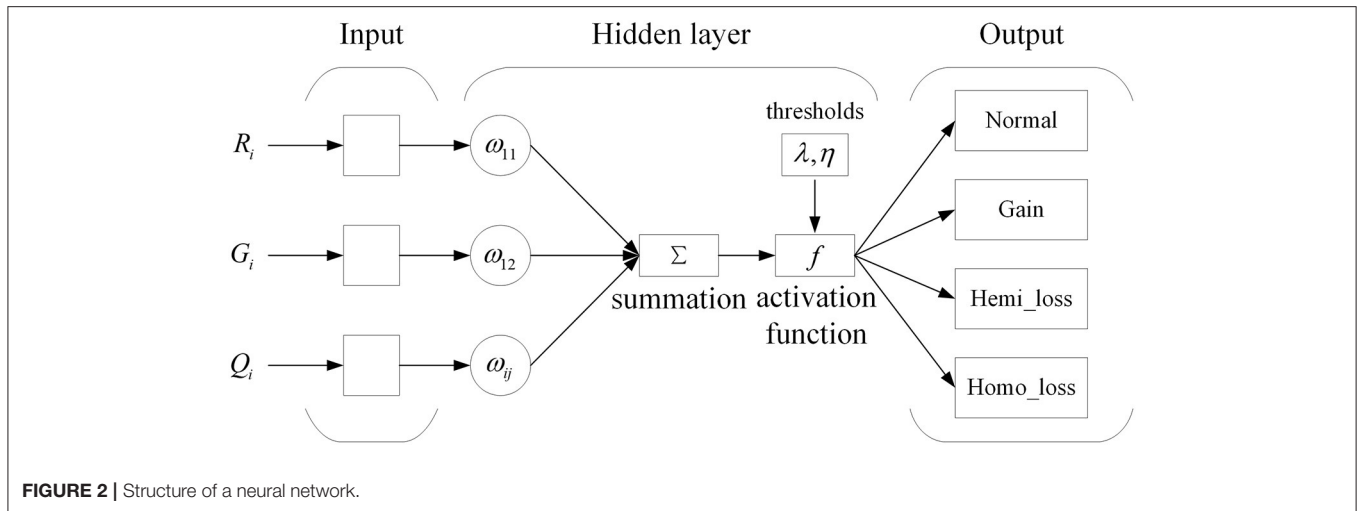 Input Hidden layer Output
thresholds
λ,η
R_i ω_11 Normal
Gain
G_i ω_12 Σ f
summation activation function
Hemi_loss
Q_i ω_ij Homo_loss
FIGURE 2 | Structure of a neural network.